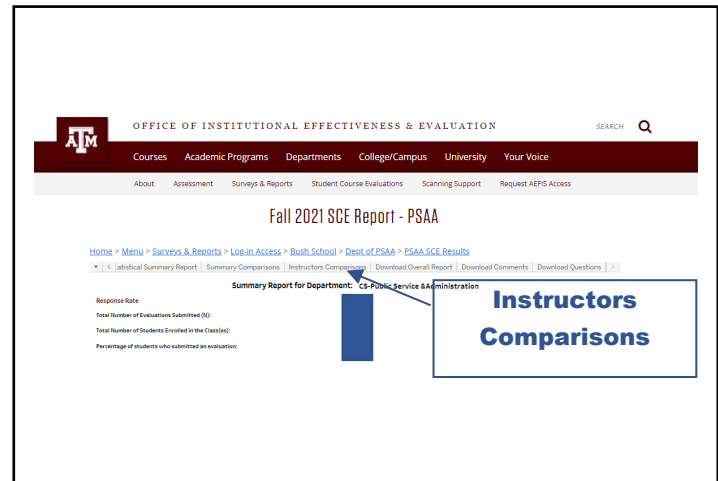 OFFICE OF INSTITUTIONAL EFFECTIVENESS & EVALUATION
SEARCH
ATM
Courses Academic Programs Departments College/Campus University Your Voice
About Assessment Surveys & Reports Student Course Evaluations Scanning Support Request AEFIS Access
Fall 2021 SCE Report - PSAA
Home > Menu > Surveys & Reports > Log-in Access > Bush School > Dept of PSAA > PSAA SCE Results
atistical Summary Report Summary Comparisons Instructors Comparisons Download Overall Report Download Comments Download Questions
Summary Report for Department: CS-Public Service &Administration
Response Rate
Total Number of Evaluations Submitted (N):
Total Number of Students Enrolled in the Class(es):
Percentage of students who submitted an evaluation:
Instructors
Comparisons